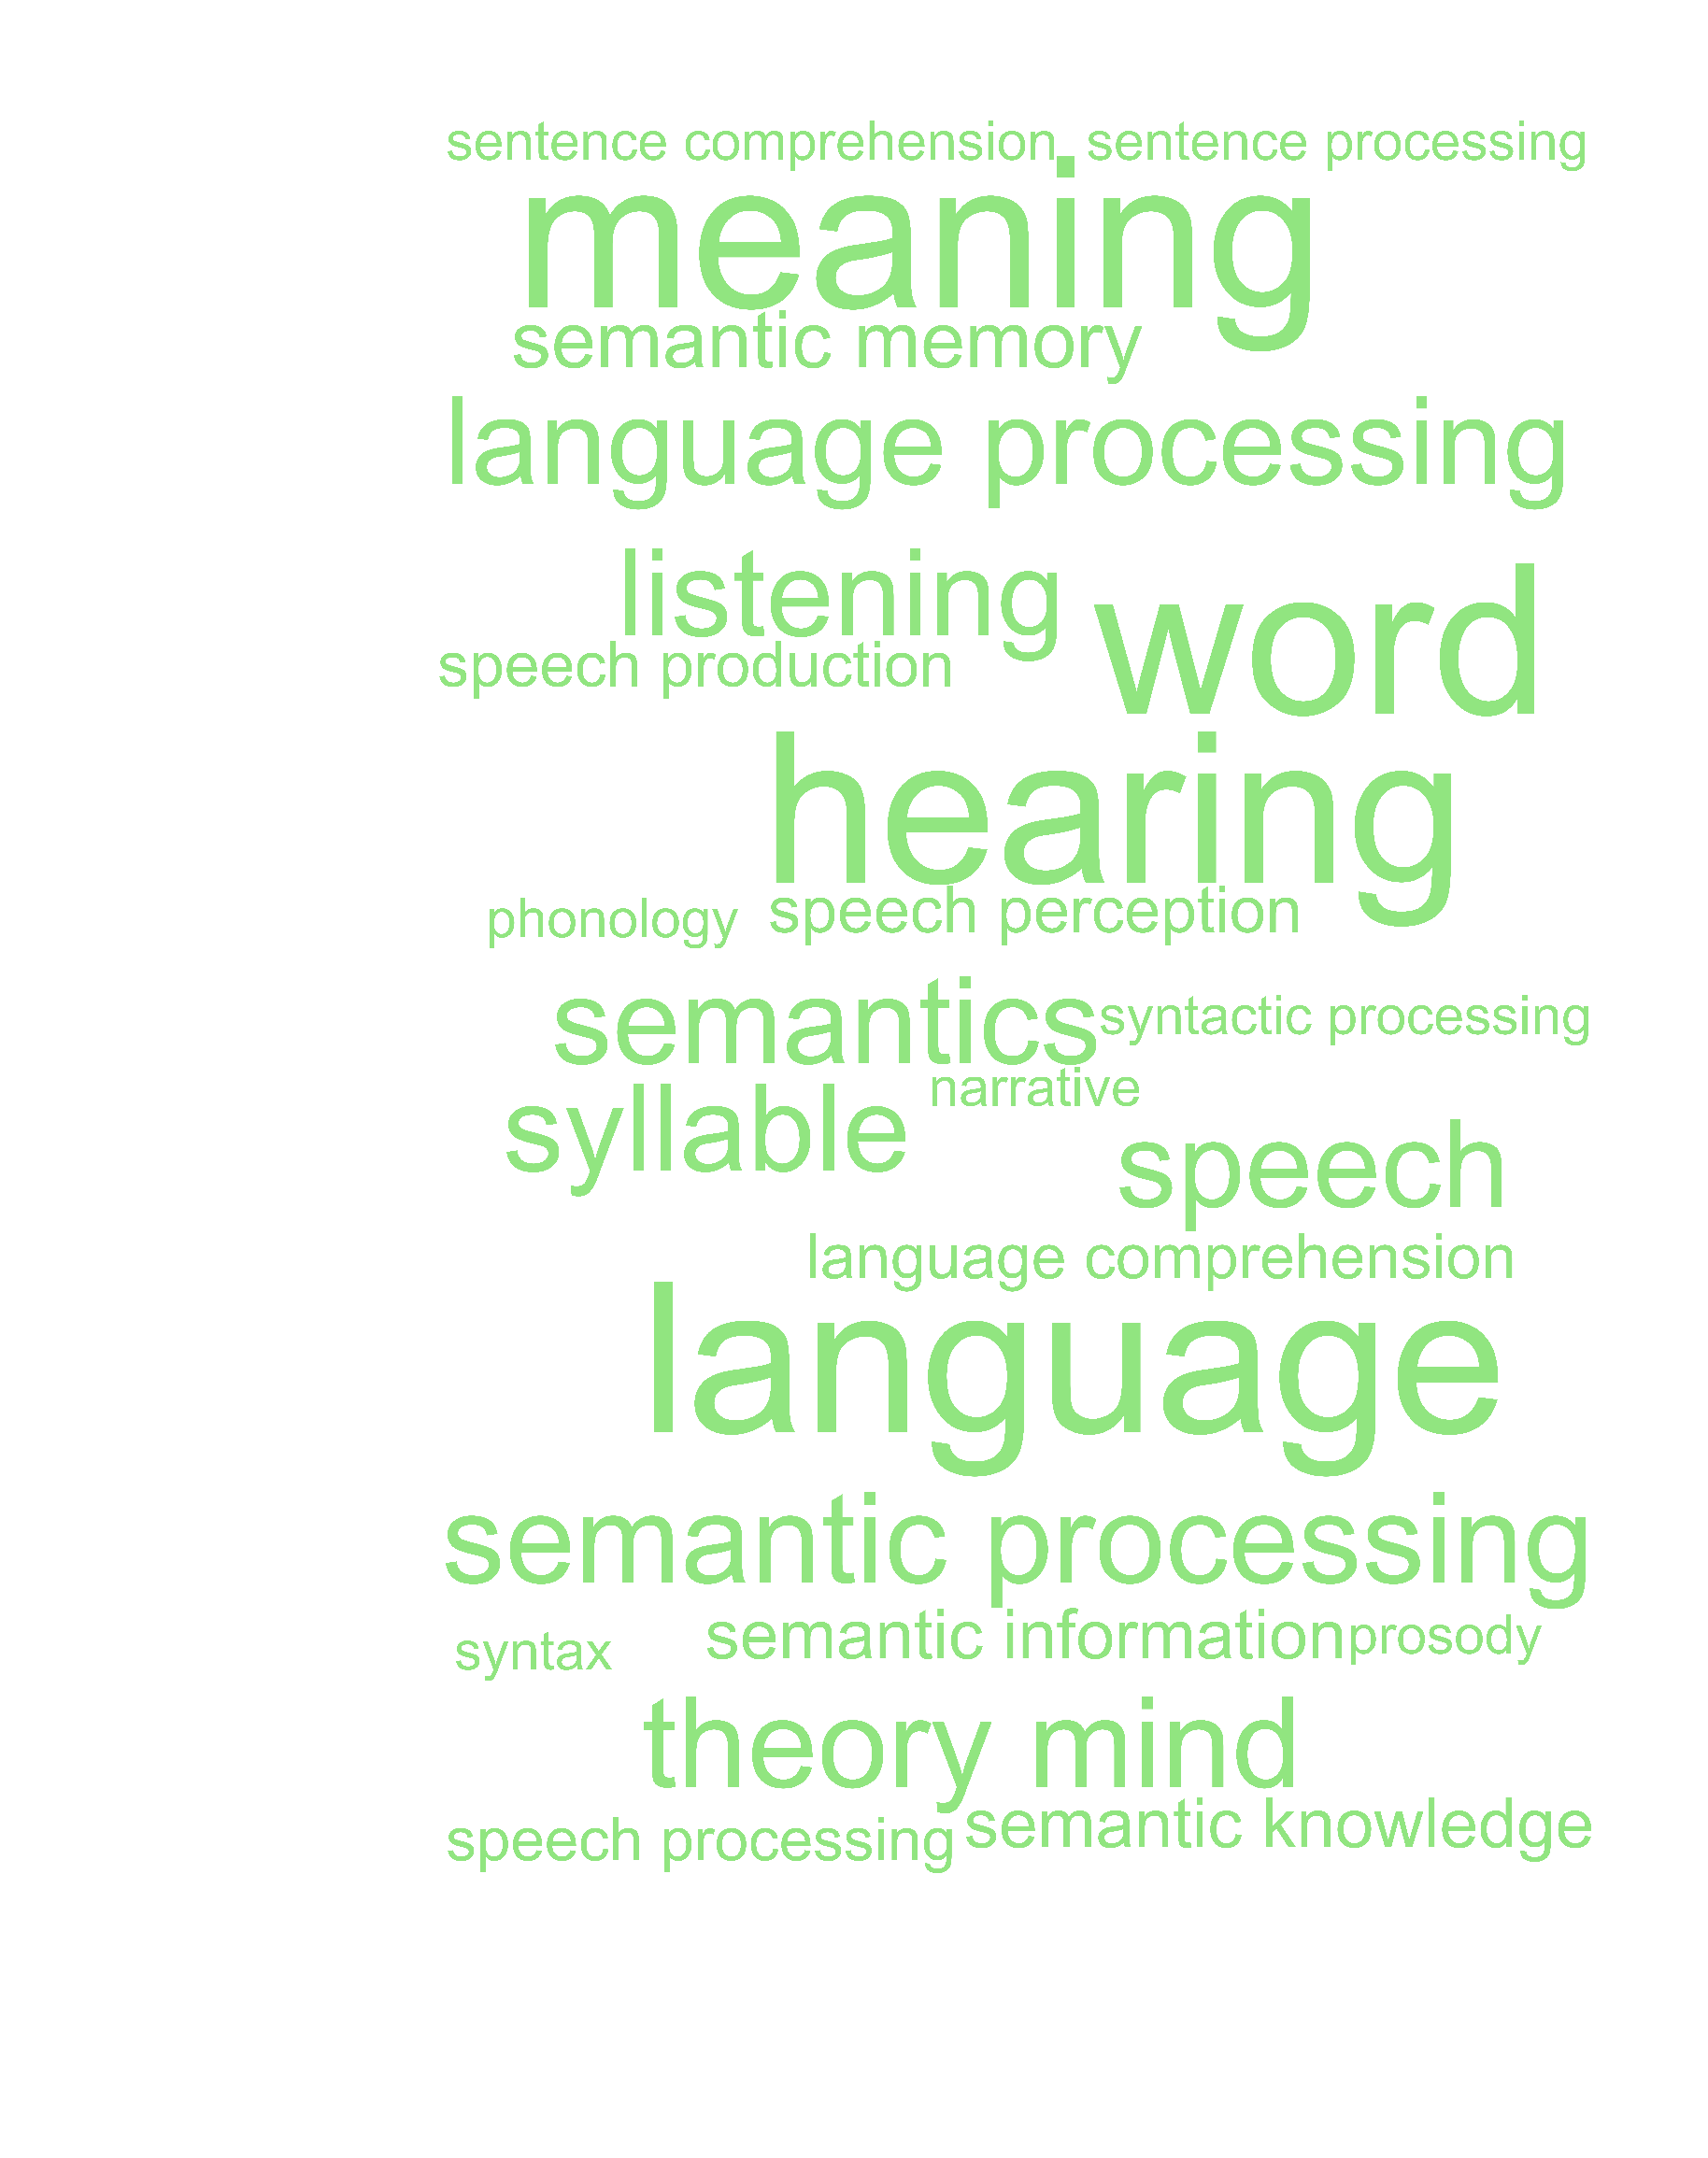 sentence comprehension sentence processing
meaning
semantic memory
language processing
listening
word
speech production
hearing
phonology speech perception
semantics syntactic processing
narrative
syllable
speech
language comprehension
language
semantic processing
semantic information prosody
syntax
theory mind
semantic knowledge
speech processing